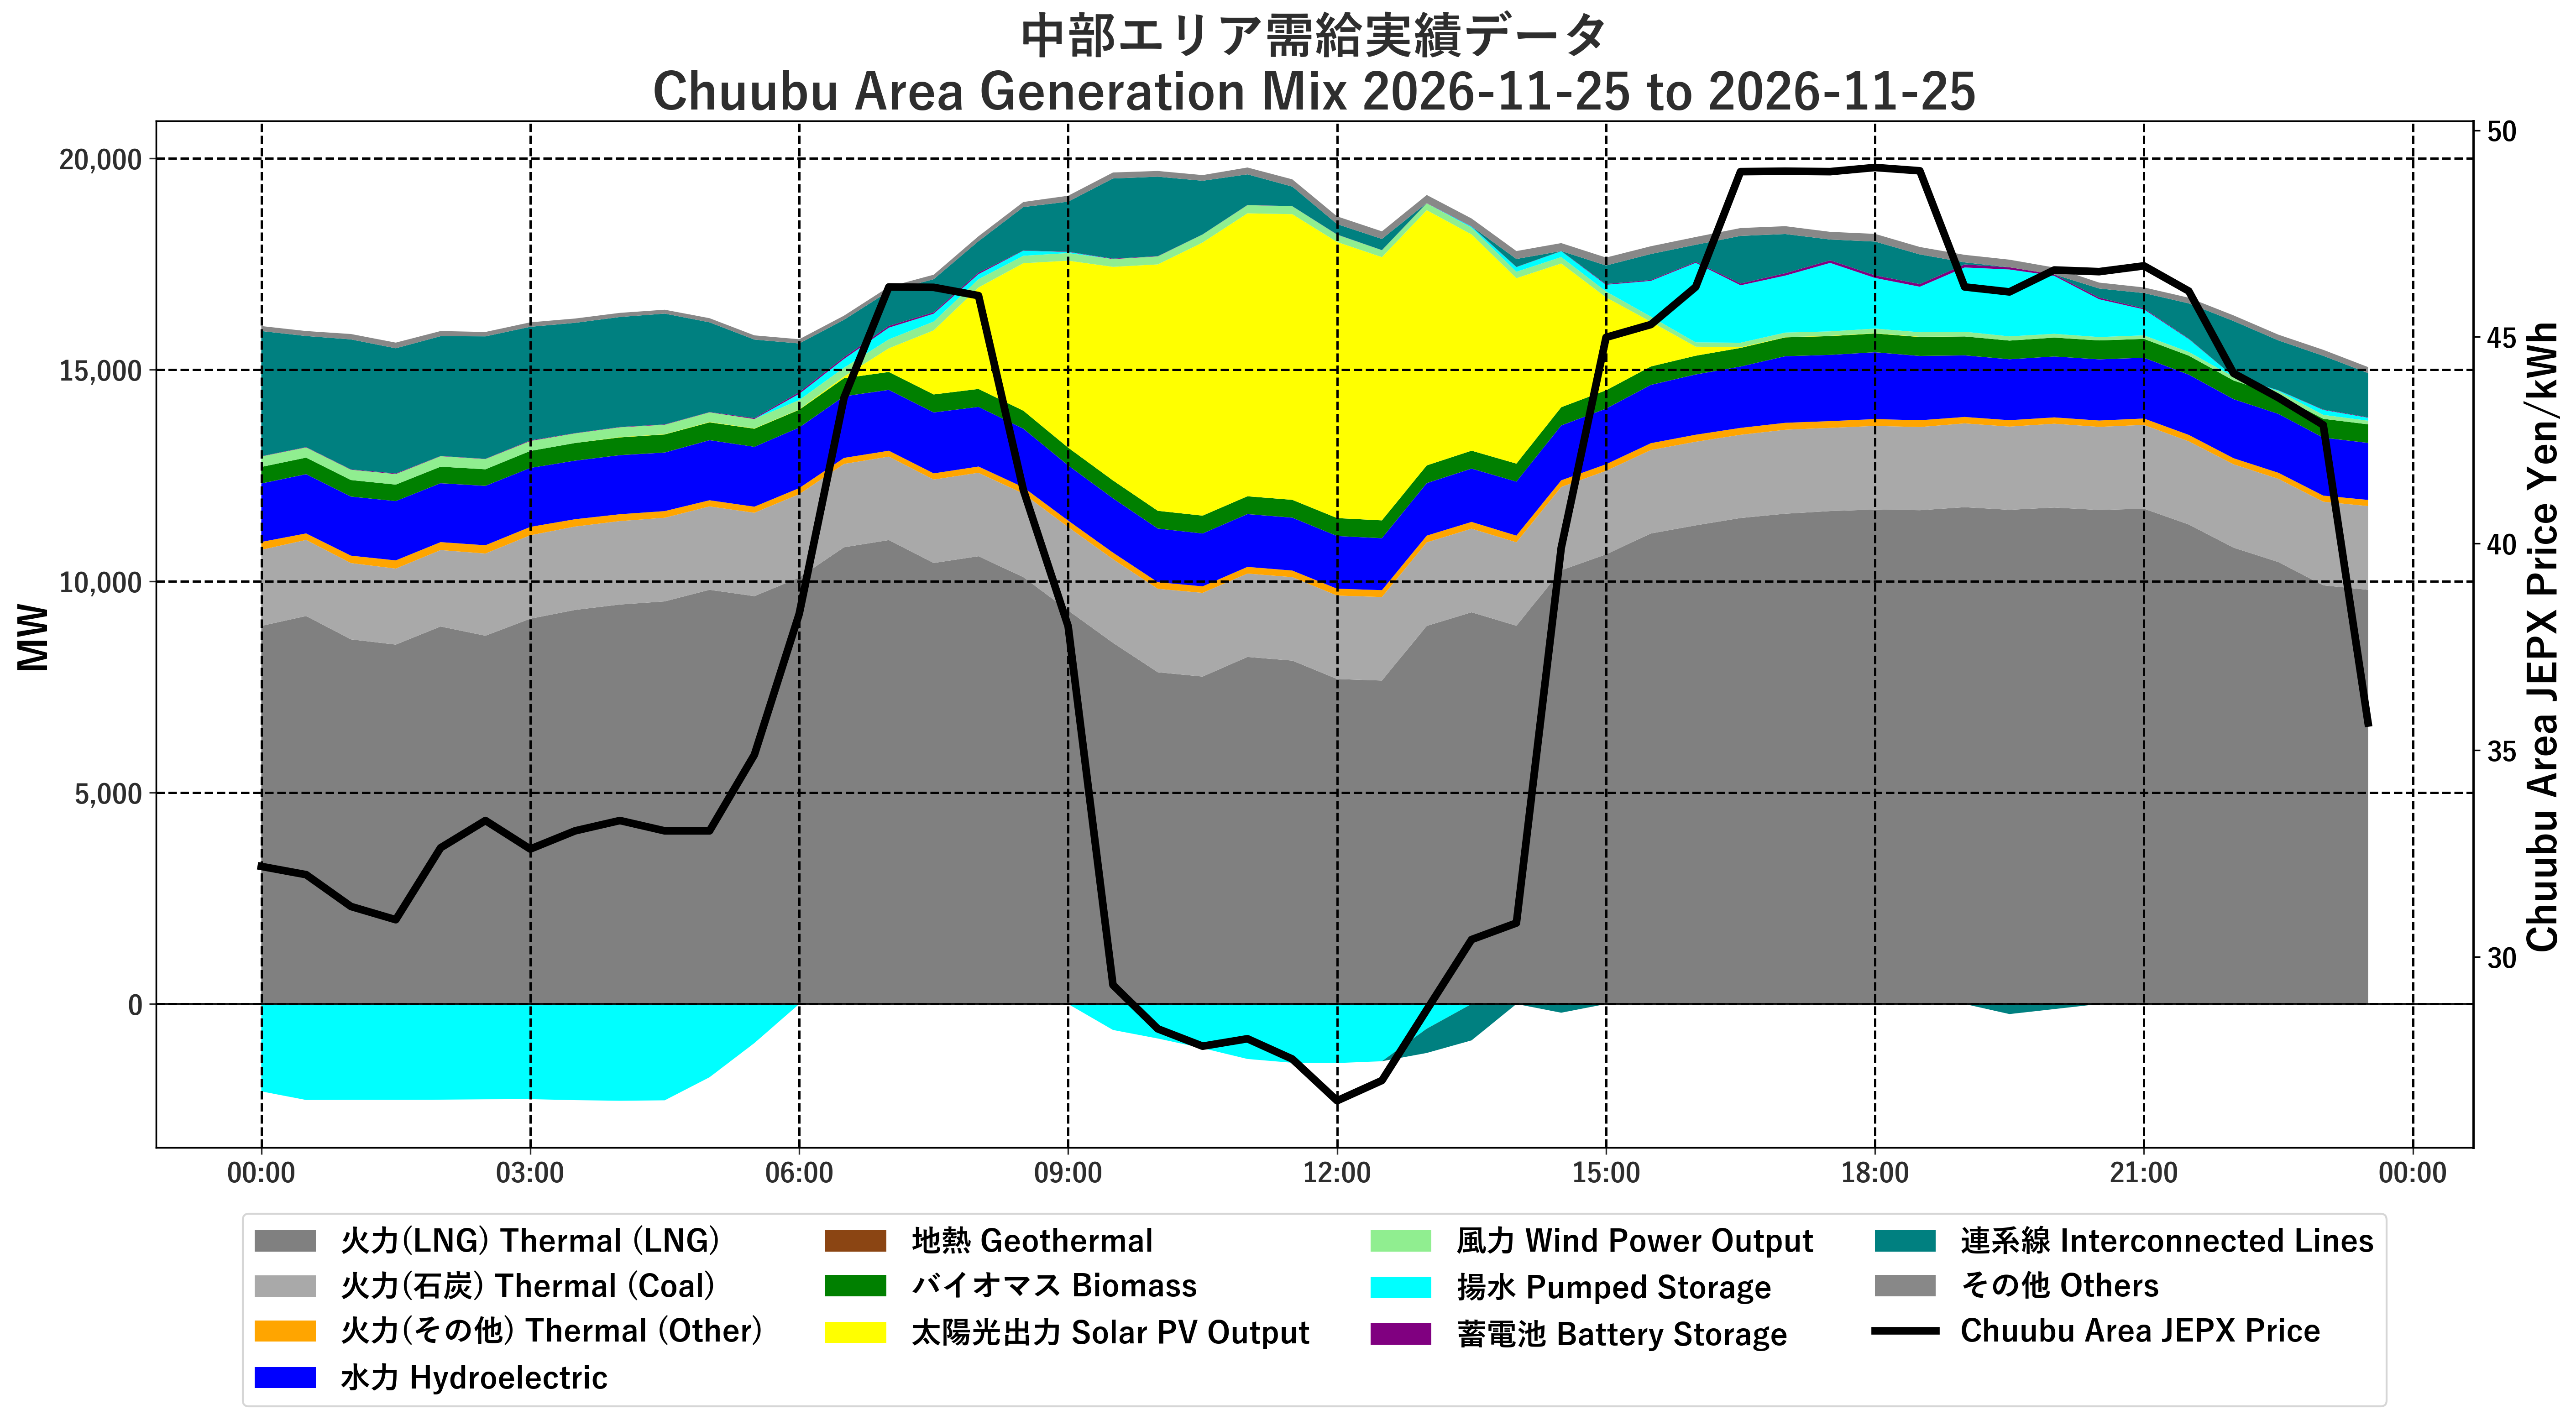 中部エリア需給実績データ
Chuubu Area Generation Mix 2026-11-25 to 2026-11-25
MW
20,000
15,000
10,000
5,000
0
50
45
40
35
30
Chuubu Area JEPX Price Yen/kWh
00:00 03:00 06:00 09:00 12:00 15:00 18:00 21:00 00:00
火力(LNG) Thermal (LNG)
火力(石炭) Thermal (Coal)
火力(その他) Thermal (Other)
水力 Hydroelectric
地熱 Geothermal
バイオマス Biomass
太陽光出力 Solar PV Output
風力 Wind Power Output
揚水 Pumped Storage
蓄電池 Battery Storage
連系線 Interconnected Lines
その他 Others
Chuubu Area JEPX Price